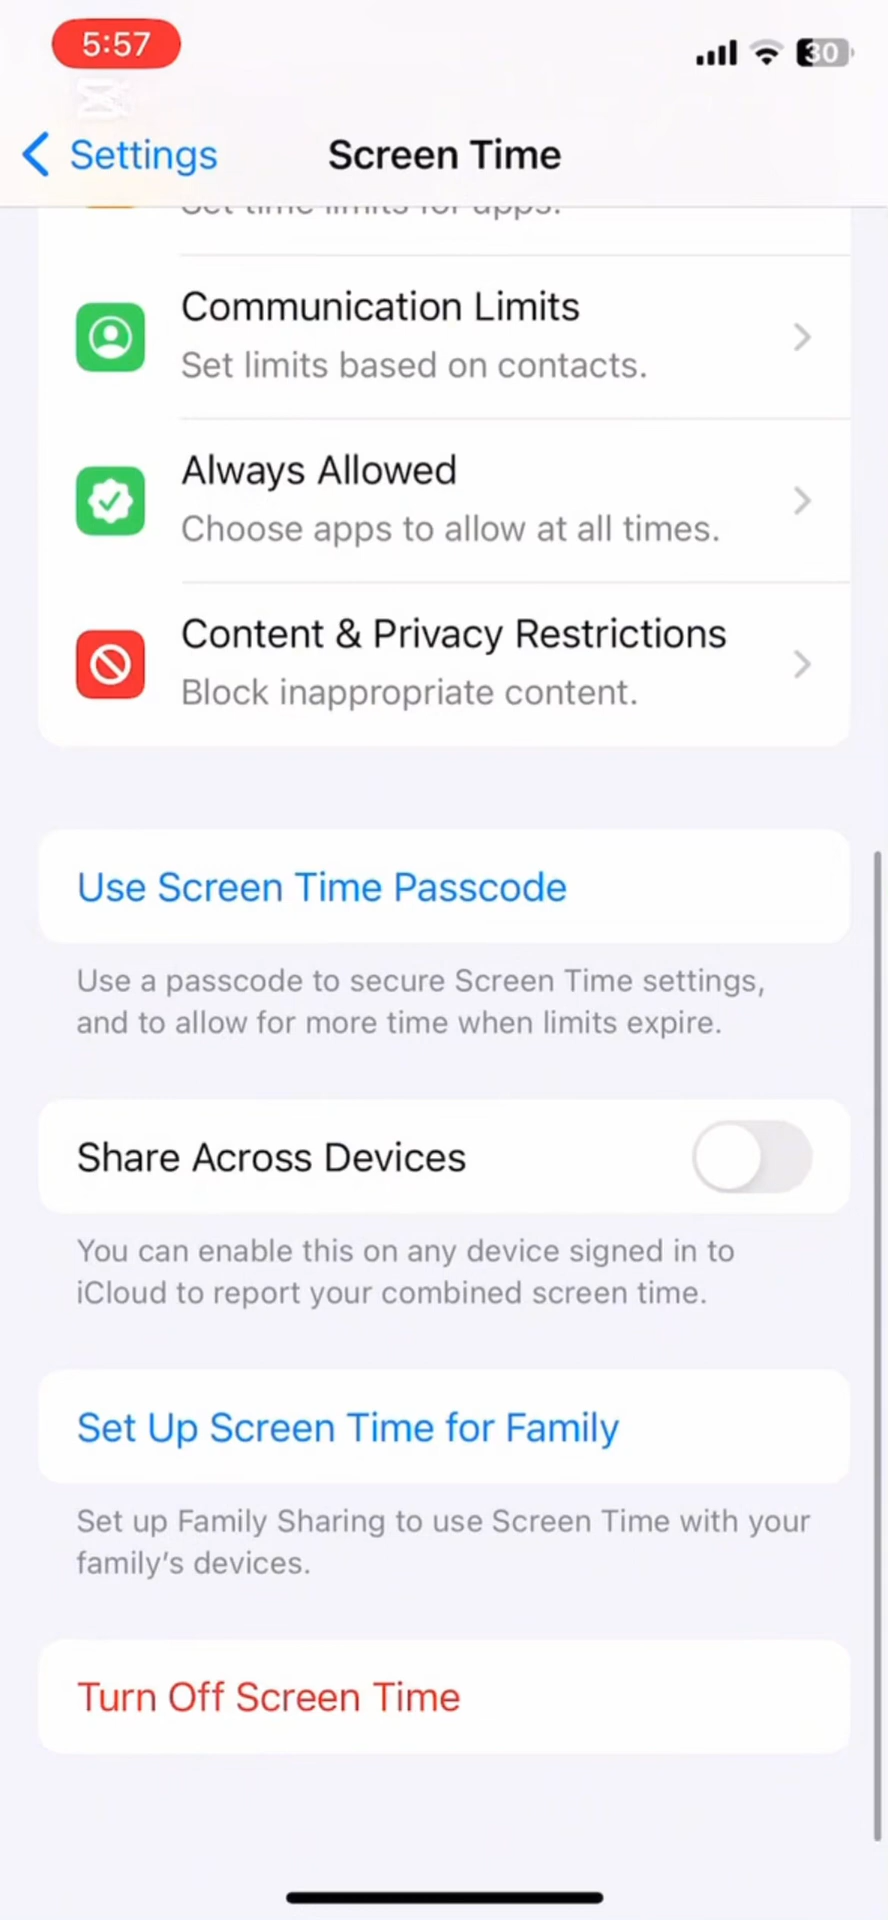 5:57
30
Settings
Screen Time
Set time limits for apps.
Communication Limits
Set limits based on contacts.
Always Allowed
Choose apps to allow at all times.
Content & Privacy Restrictions
Block inappropriate content.
Use Screen Time Passcode
Use a passcode to secure Screen Time settings,
and to allow for more time when limits expire.
Share Across Devices
You can enable this on any device signed in to
iCloud to report your combined screen time.
Set Up Screen Time for Family
Set up Family Sharing to use Screen Time with your
family's devices.
Turn Off Screen Time